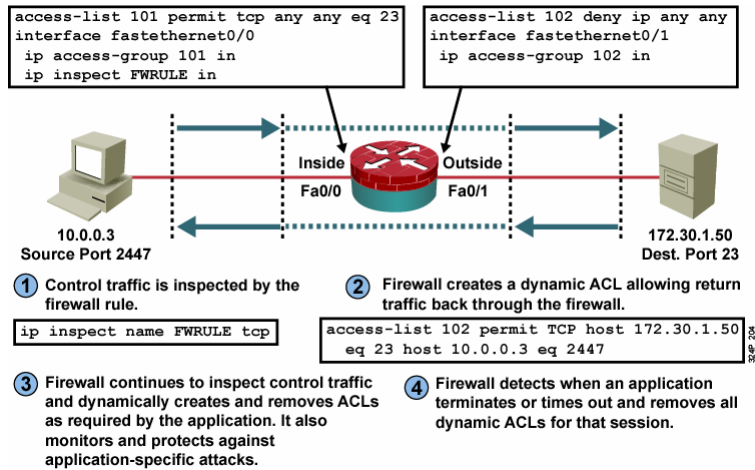 access-list 101 permit tcp any any eq 23
interface fastethernet0/0
ip access-group 101 in
ip inspect FWRULE in
access-list 102 deny ip any any
interface fastethernet0/1
ip access-group 102 in
Inside
Outside
Fa0/0
Fa0/1
10.0.0.3
Source Port 2447
172.30.1.50
Dest. Port 23
1 Control traffic is inspected by the
firewall rule.
ip inspect name FWRULE tcp
2 Firewall creates a dynamic ACL allowing return
traffic back through the firewall.
access-list 102 permit TCP host 172.30.1.50
eq 23 host 10.0.0.3 eq 2447
324P_204
3 Firewall continues to inspect control traffic
and dynamically creates and removes ACLs
as required by the application. It also
monitors and protects against
application-specific attacks.
4 Firewall detects when an application
terminates or times out and removes all
dynamic ACLs for that session.